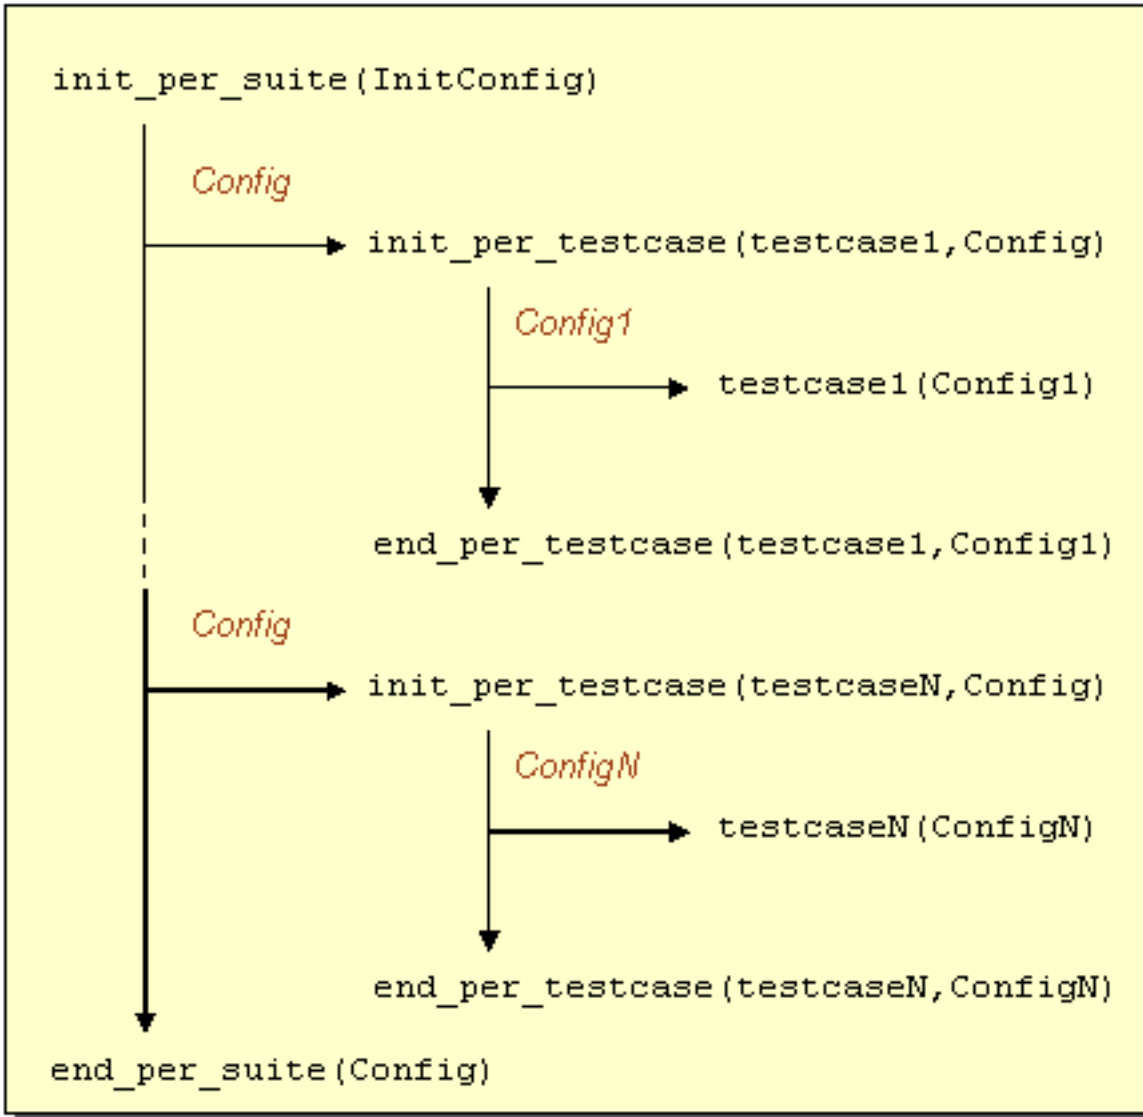 init_per_suite(InitConfig)
Config
init_per_testcase(testcase1,Config)
Config1
testcase1(Config1)
end_per_testcase(testcase1,Config1)
Config
init_per_testcase(testcaseN,Config)
ConfigN
testcaseN(ConfigN)
end_per_testcase(testcaseN,ConfigN)
end_per_suite(Config)